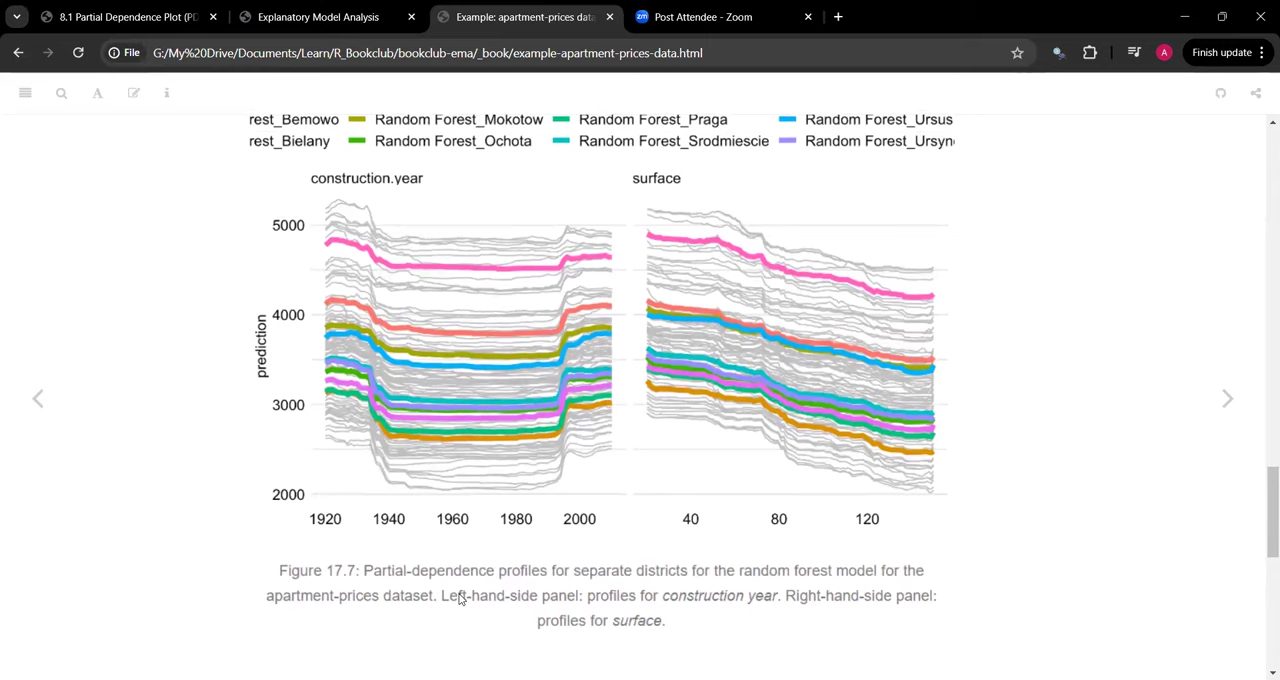 8.1 Partial Dependence Plot (PD
Explanatory Model Analysis
Example: apartment-prices data
zm Post Attendee - Zoom
File G:/My%20Drive/Documents/Learn/R_Bookclub/bookclub-ema/_book/example-apartment-prices-data.html
A
Finish update
rest_Bemowo Random Forest_Mokotow Random Forest_Praga Random Forest_Ursus
rest_Bielany Random Forest_Ochota Random Forest_Srodmiescie Random Forest_Ursyn
construction.year surface
5000
4000
3000
2000
prediction
1920 1940 1960 1980 2000 40 80 120
Figure 17.7: Partial-dependence profiles for separate districts for the random forest model for the
apartment-prices dataset. Left-hand-side panel: profiles for construction year. Right-hand-side panel:
profiles for surface.